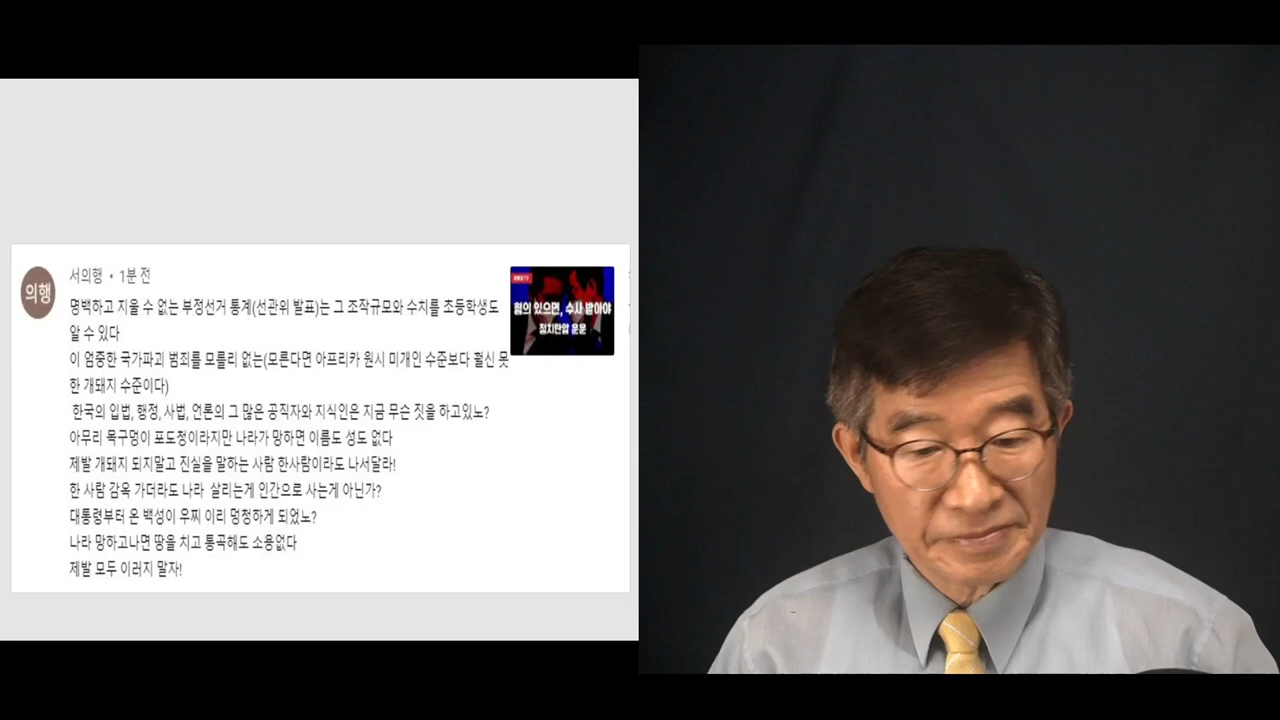 의행
서의행 • 1분 전
명백하고 지울 수 없는 부정선거 통계(선관위 발표)는 그 조작규모와 수치를 초등학생도
알 수 있다
이 엄중한 국가파괴 범죄를 모를리 없는(모른다면 아프리카 원시 미개인 수준보다 훨신 못
한 개돼지 수준이다)
한국의 입법, 행정, 사법, 언론의 그 많은 공직자와 지식인은 지금 무슨 짓을 하고있노?
아무리 목구덩이 포도청이라지만 나라가 망하면 이름도 성도 없다
제발 개돼지 되지말고 진실을 말하는 사람 한사람이라도 나서달라!
한 사람 감옥 가더라도 나라 살리는게 인간으로 사는게 아닌가?
대통령부터 온 백성이 우찌 이리 멍청하게 되었노?
나라 망하고나면 땅을 치고 통곡해도 소용없다
제발 모두 이러지 말자!
혐의 있으면, 수사 받아야
정치탄압 운운